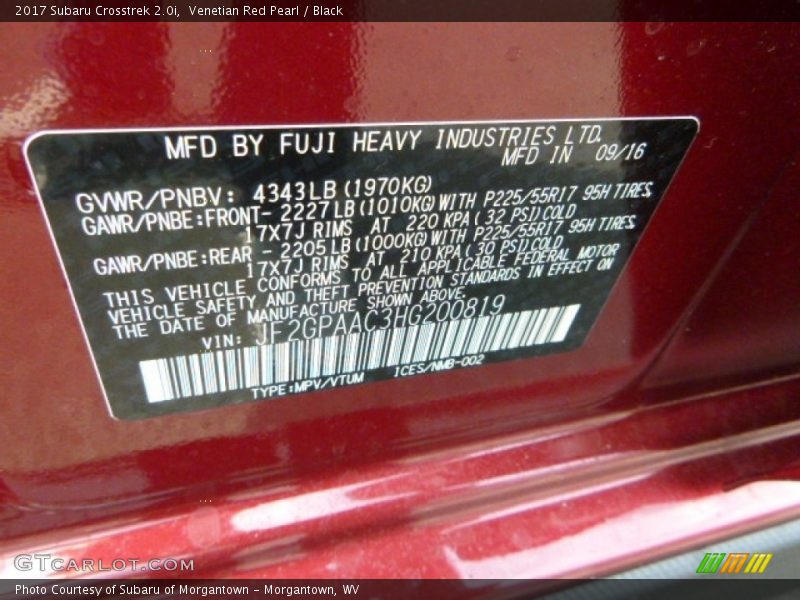 2017 Subaru Crosstrek 2.0i, Venetian Red Pearl / Black
MFD BY FUJI HEAVY INDUSTRIES LTD.
MFD IN 09/16
GVWR/PNBV: 4343LB (1970KG)
GAWR/PNBE:FRONT- 2227LB (1010KG) WITH P225/55R17 95H TIRES,
17X7J RIMS AT 220 KPA (32 PSI) COLD
GAWR/PNBE:REAR - 2205LB (1000KG) WITH P225/55R17 95H TIRES,
17X7J RIMS AT 210 KPA (30 PSI) COLD
THIS VEHICLE CONFORMS TO ALL APPLICABLE FEDERAL MOTOR
VEHICLE SAFETY AND THEFT PREVENTION STANDARDS IN EFFECT ON
THE DATE OF MANUFACTURE SHOWN ABOVE.
VIN: JF2GPAAC3HG200819
TYPE:MPV/VTUM ICES/NMB-002
GTCARLOT.COM
Photo Courtesy of Subaru of Morgantown - Morgantown, WV